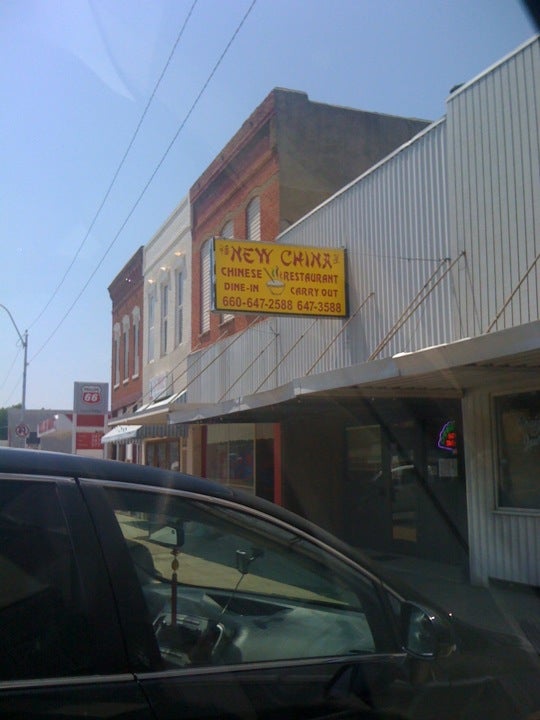 NEW CHINA
CHINESE RESTAURANT
DINE-IN CARRY OUT
660-647-2588 647-3588
66